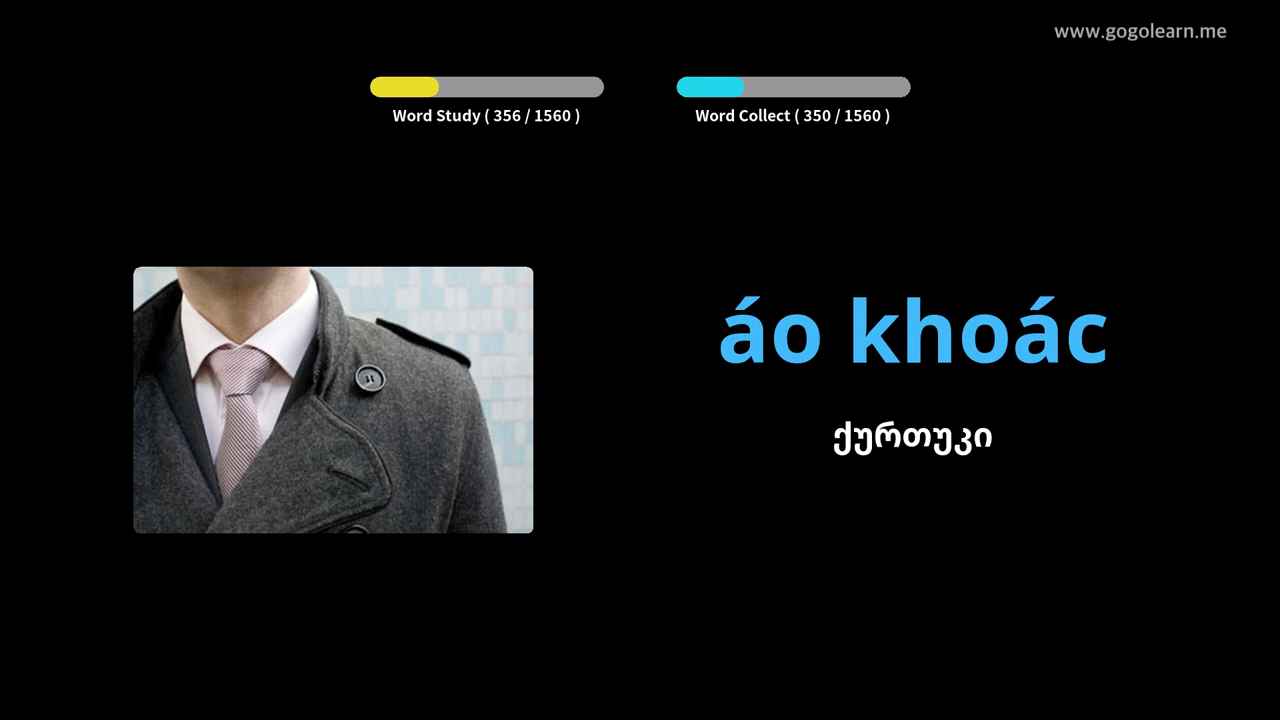 www.gogolearn.me
Word Study ( 356 / 1560 )
Word Collect ( 350 / 1560 )
áo khoác
ქურთუკი